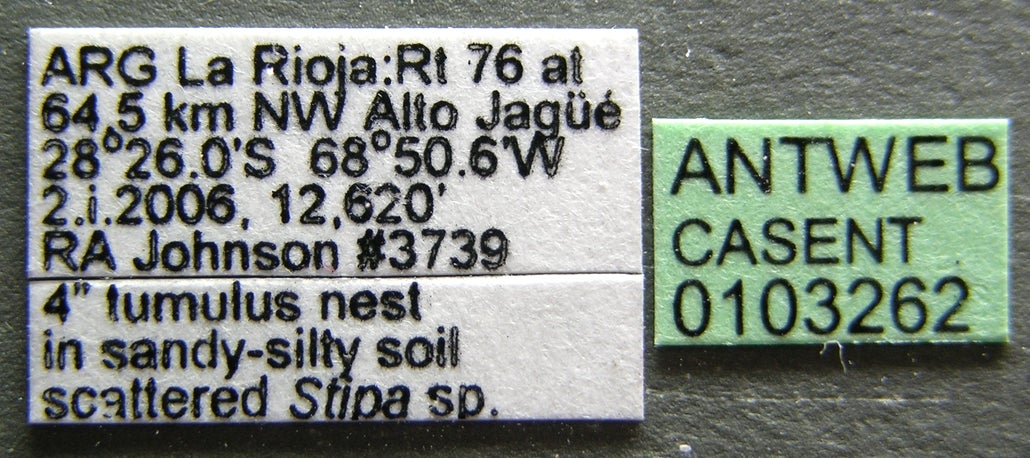 ARG La Rioja:Rt 76 at
64.5 km NW Alto Jagüé
28°26.0'S 68°50.6'W
2.i.2006, 12,620'
RA Johnson #3739
4" tumulus nest
in sandy-silty soil
scattered Stipa sp.
ANTWEB
CASENT
0103262